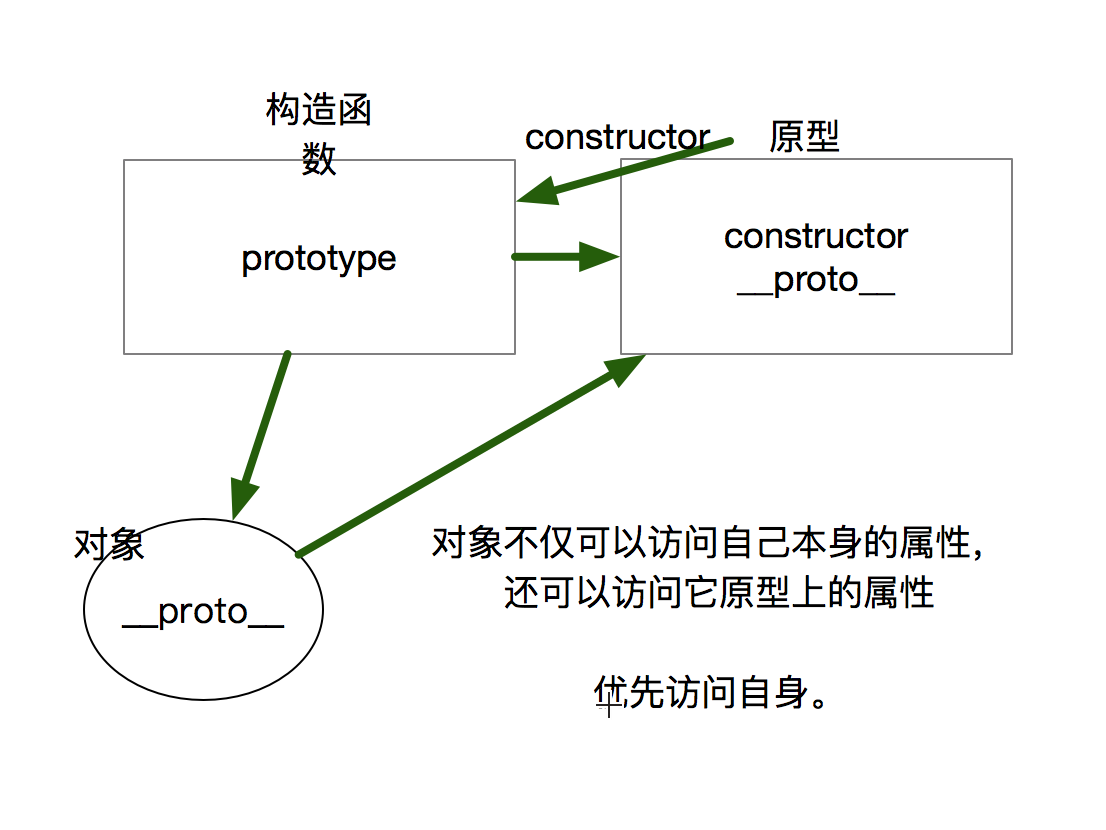 构造函
数
constructor
原型
prototype
constructor
__proto__
对象
__proto__
对象不仅可以访问自己本身的属性，
还可以访问它原型上的属性
优先访问自身。